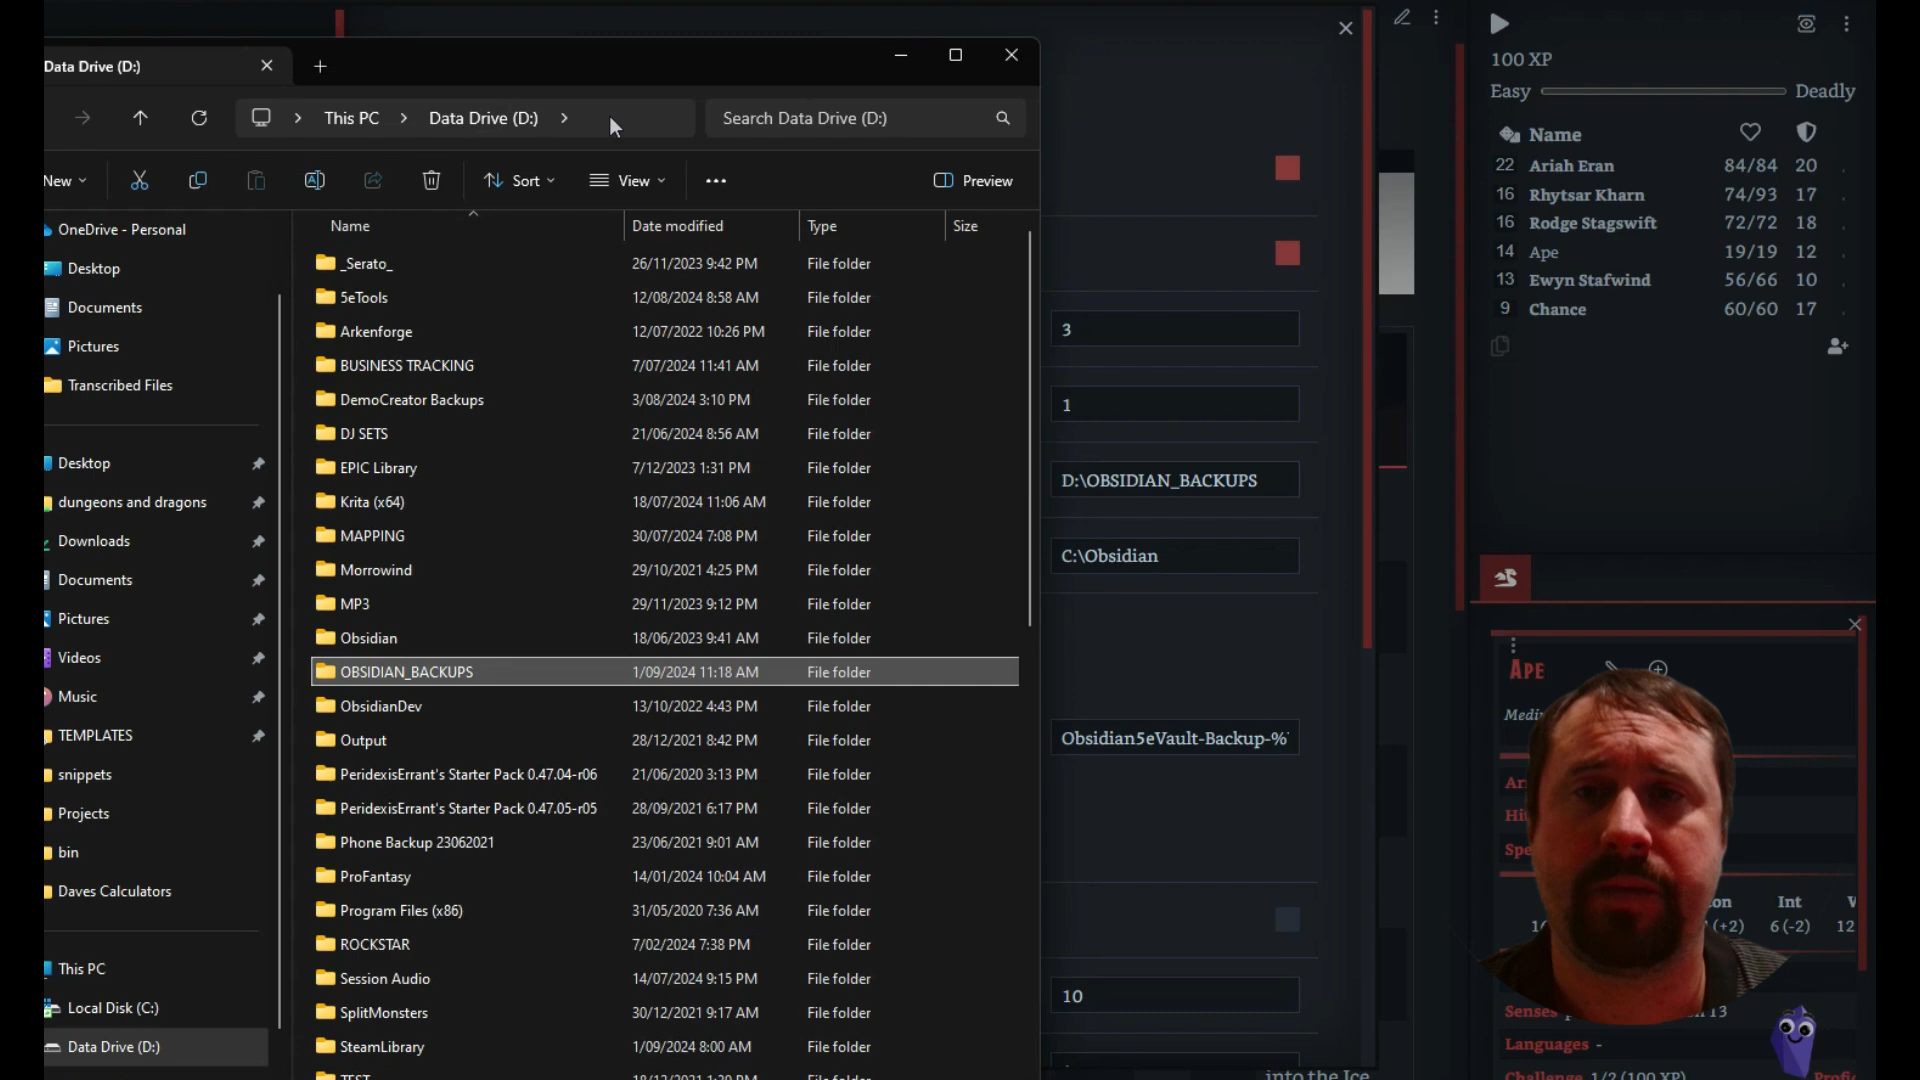 Data Drive (D:)
This PC
Data Drive (D:)
Search Data Drive (D:)
New
Sort
View
Preview
OneDrive - Personal
Desktop
Documents
Pictures
Transcribed Files
Desktop
dungeons and dragons
Downloads
Documents
Pictures
Videos
Music
TEMPLATES
snippets
Projects
bin
Daves Calculators
This PC
Local Disk (C:)
Data Drive (D:)
Name Date modified Type Size
_Serato_ 26/11/2023 9:42 PM File folder
5eTools 12/08/2024 8:58 AM File folder
Arkenforge 12/07/2022 10:26 PM File folder
BUSINESS TRACKING 7/07/2024 11:41 AM File folder
DemoCreator Backups 3/08/2024 3:10 PM File folder
DJ SETS 21/06/2024 8:56 AM File folder
EPIC Library 7/12/2023 1:31 PM File folder
Krita (x64) 18/07/2024 11:06 AM File folder
MAPPING 30/07/2024 7:08 PM File folder
Morrowind 29/10/2021 4:25 PM File folder
MP3 29/11/2023 9:12 PM File folder
Obsidian 18/06/2023 9:41 AM File folder
OBSIDIAN_BACKUPS 1/09/2024 11:18 AM File folder
ObsidianDev 13/10/2022 4:43 PM File folder
Output 28/12/2021 8:42 PM File folder
PeridexisErrant's Starter Pack 0.47.04-r06 21/06/2020 3:13 PM File folder
PeridexisErrant's Starter Pack 0.47.05-r05 28/09/2021 6:17 PM File folder
Phone Backup 23062021 23/06/2021 9:01 AM File folder
ProFantasy 14/01/2024 10:04 AM File folder
Program Files (x86) 31/05/2020 7:36 AM File folder
ROCKSTAR 7/02/2024 7:38 PM File folder
Session Audio 14/07/2024 9:15 PM File folder
SplitMonsters 30/12/2021 9:17 AM File folder
SteamLibrary 1/09/2024 8:00 AM File folder
3
1
D:\OBSIDIAN_BACKUPS
C:\Obsidian
Obsidian5eVault-Backup-%
10
into the Ice
100 XP
Easy Deadly
Name
22 Ariah Eran 84/84 20
16 Rhytsar Kharn 74/93 17
16 Rodge Stagswift 72/72 18
14 Ape 19/19 12
13 Ewyn Stafwind 56/66 10
9 Chance 60/60 17
APE
Int
(+2) 6 (-2) 12
Senses 13
Languages -
Challenge 1/2 (100 XP)